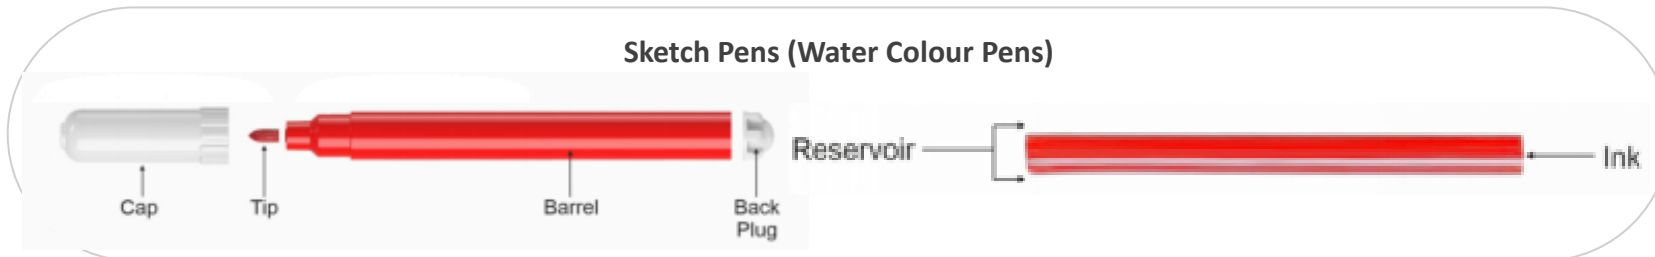 Sketch Pens (Water Colour Pens)
Cap
Tip
Barrel
Back
Plug
Reservoir
Ink